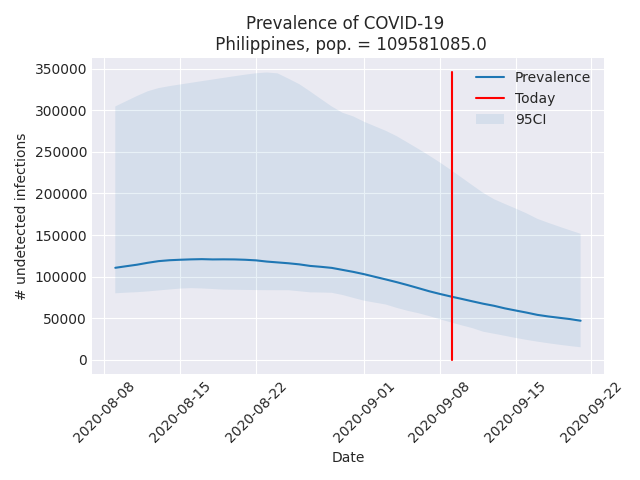 Prevalence of COVID-19
Philippines, pop. = 109581085.0
350000
300000
250000
200000
150000
100000
50000
0
# undetected infections
Prevalence
Today
95CI
2020-08-08
2020-08-15
2020-08-22
2020-09-01
2020-09-08
2020-09-15
2020-09-22
Date